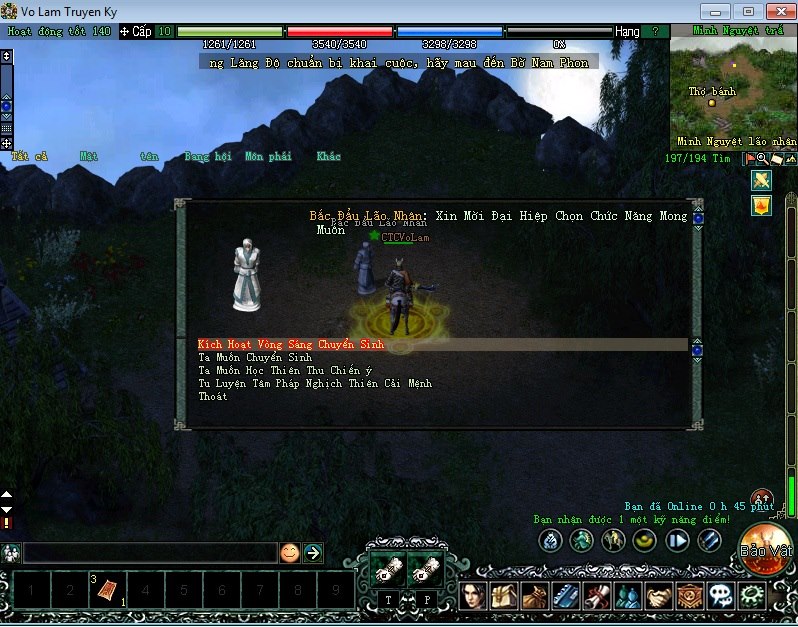 Vo Lam Truyen Ky
Hoạt động tốt 140 Cấp 10 Hạng ?
1261/1261 3540/3540 3298/3298 0%
Minh Nguyệt trấ
ng Lăng Độ chuẩn bị khai cuộc, hãy mau đến Bờ Nam Phon
Thợ bánh
Minh Nguyệt lão nhân
Tất cả Mật tên Bang hội Môn phái Khác
197/194 Tìm
Bắc Đẩu Lão Nhân: Xin Mời Đại Hiệp Chọn Chức Năng Mong
Muốn
Bắc Đẩu Lão Nhân
CTCVoLam
Kích Hoạt Vòng Sáng Chuyển Sinh
Ta Muốn Chuyển Sinh
Ta Muốn Học Thiên Thu Chiến ý
Tu Luyện Tâm Pháp Nghịch Thiên Cải Mệnh
Thoát
Bạn đã Online 0 h 45 phút
Bạn nhận được 1 một kỹ năng điểm!
Bảo Vật
1 2 3 1 4 5 6 7 8 9
T P